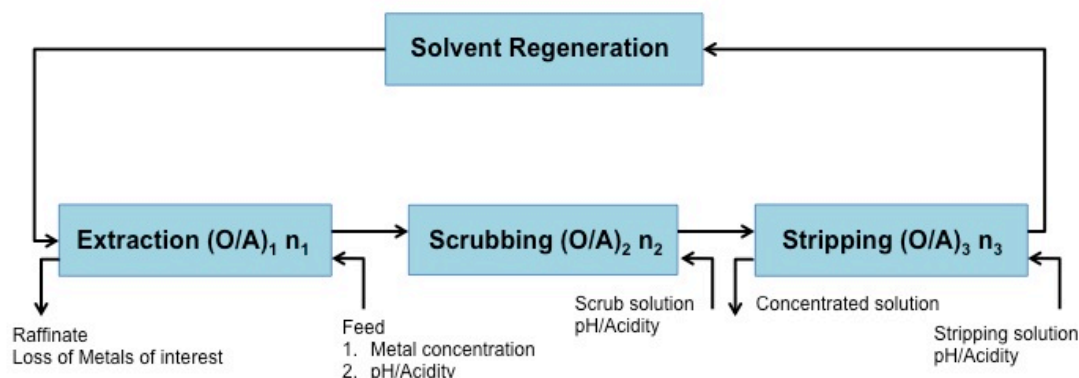 Solvent Regeneration
Extraction (O/A)₁ n₁
Scrubbing (O/A)₂ n₂
Stripping (O/A)₃ n₃
Raffinate
Loss of Metals of interest
Feed
1. Metal concentration
2. pH/Acidity
Scrub solution
pH/Acidity
Concentrated solution
Stripping solution
pH/Acidity